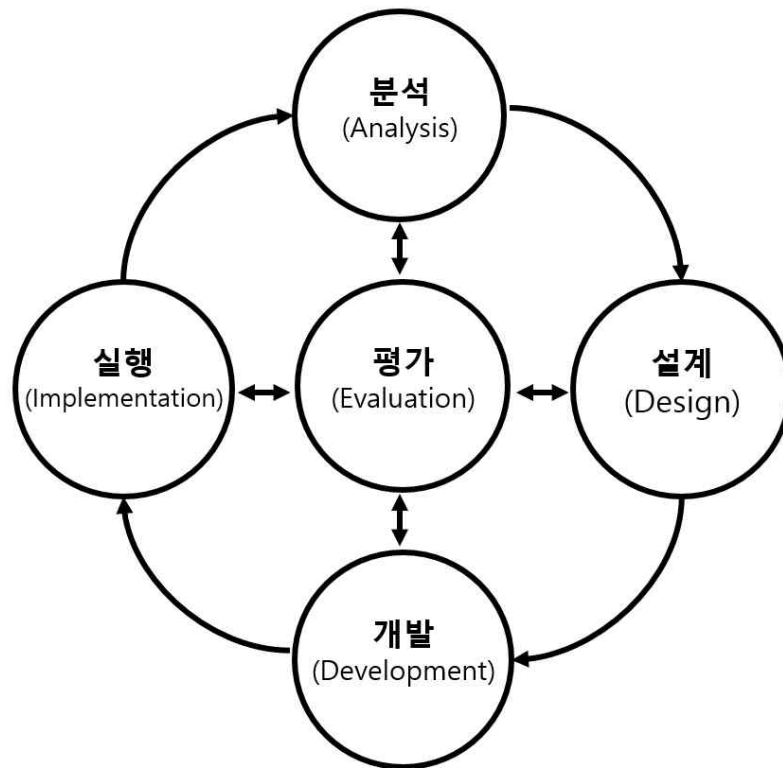 분석
(Analysis)
실행
(Implementation)
평가
(Evaluation)
설계
(Design)
개발
(Development)